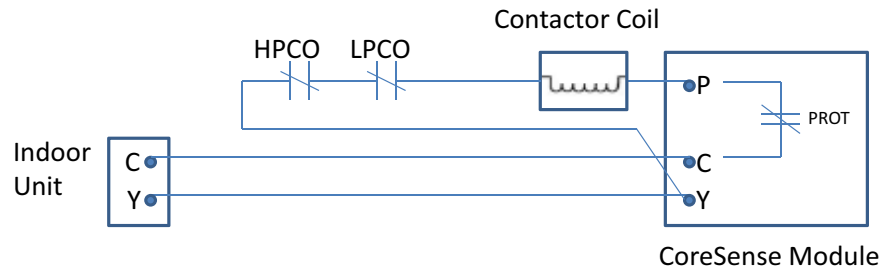 Contactor Coil
HPCO LPCO
P
PROT
Indoor
Unit
C
Y
C
Y
CoreSense Module